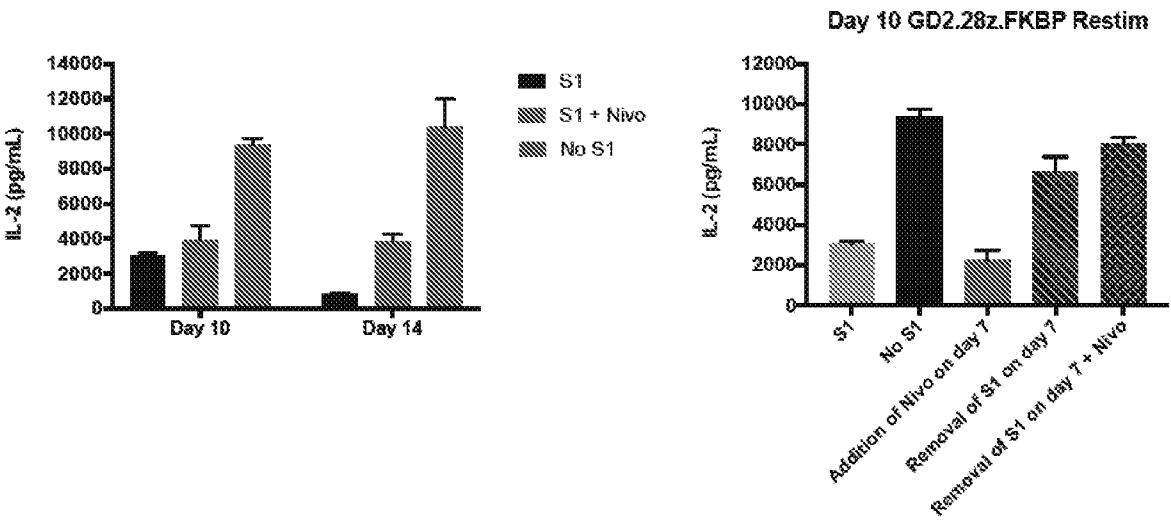 14000
12000
10000
8000
6000
4000
2000
0
IL-2 (pg/mL)
Day 10
Day 14
S1
S1 + Nivo
No S1
Day 10 GD2.28z.FKBP Restim
12000
10000
8000
6000
4000
2000
0
IL-2 (pg/mL)
S1
No S1
Addition of Nivo on day 7
Removal of S1 on day 7
Removal of S1 on day 7 + Nivo